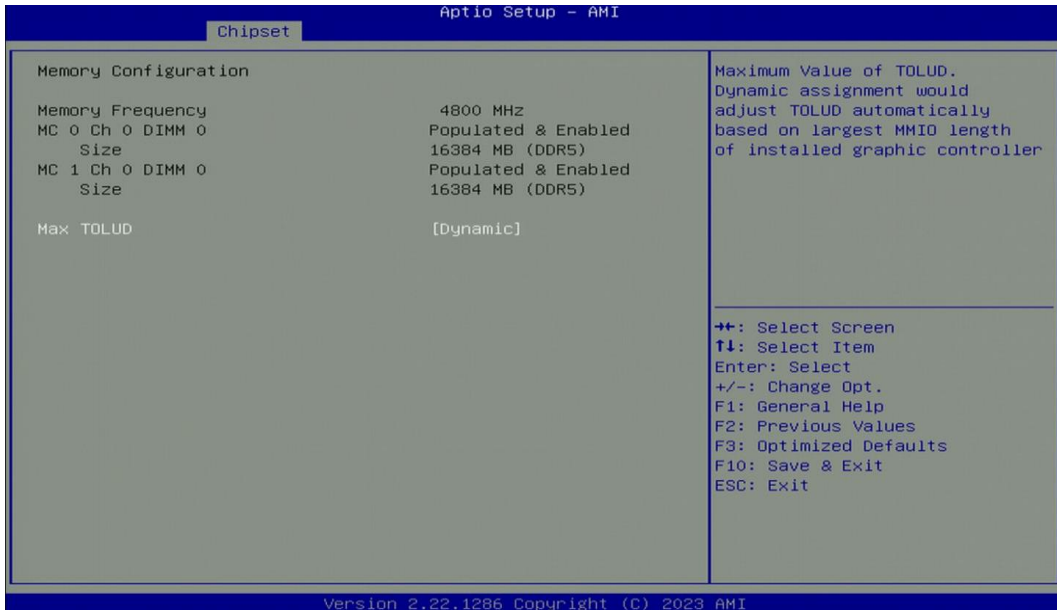 Aptio Setup - AMI
Chipset
Memory Configuration
Memory Frequency 4800 MHz
MC 0 Ch 0 DIMM 0 Populated & Enabled
Size 16384 MB (DDR5)
MC 1 Ch 0 DIMM 0 Populated & Enabled
Size 16384 MB (DDR5)
Max TOLUD [Dynamic]
Maximum Value of TOLUD.
Dynamic assignment would
adjust TOLUD automatically
based on largest MMIO length
of installed graphic controller
→←: Select Screen
↑↓: Select Item
Enter: Select
+/-: Change Opt.
F1: General Help
F2: Previous Values
F3: Optimized Defaults
F10: Save & Exit
ESC: Exit
Version 2.22.1286 Copyright (C) 2023 AMI